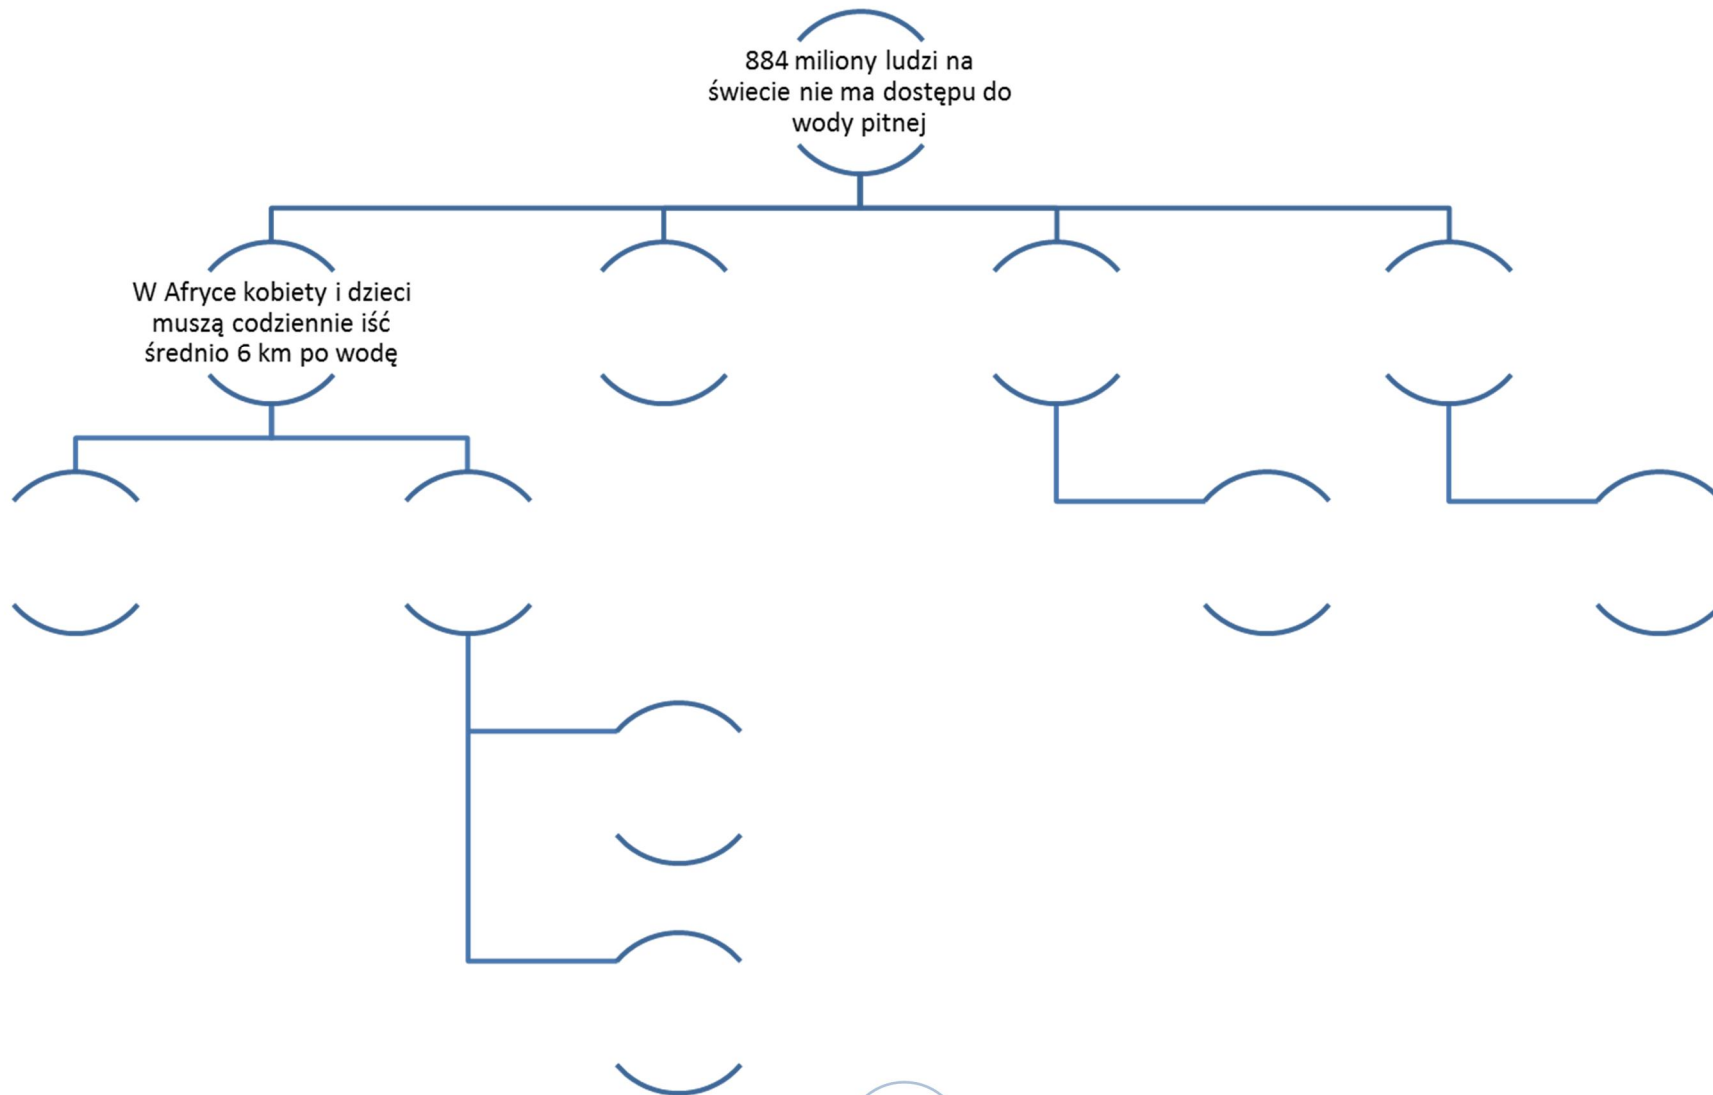 884 miliony ludzi na
świecie nie ma dostępu do
wody pitnej
W Afryce kobiety i dzieci
muszą codziennie iść
średnio 6 km po wodę